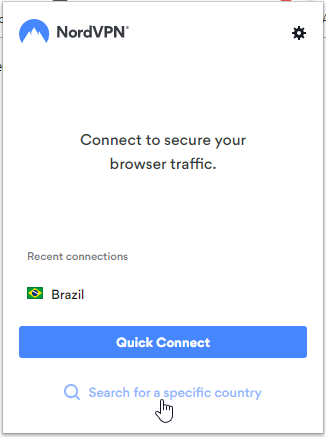 NordVPN®
Connect to secure your
browser traffic.
Recent connections
Brazil
Quick Connect
Search for a specific country